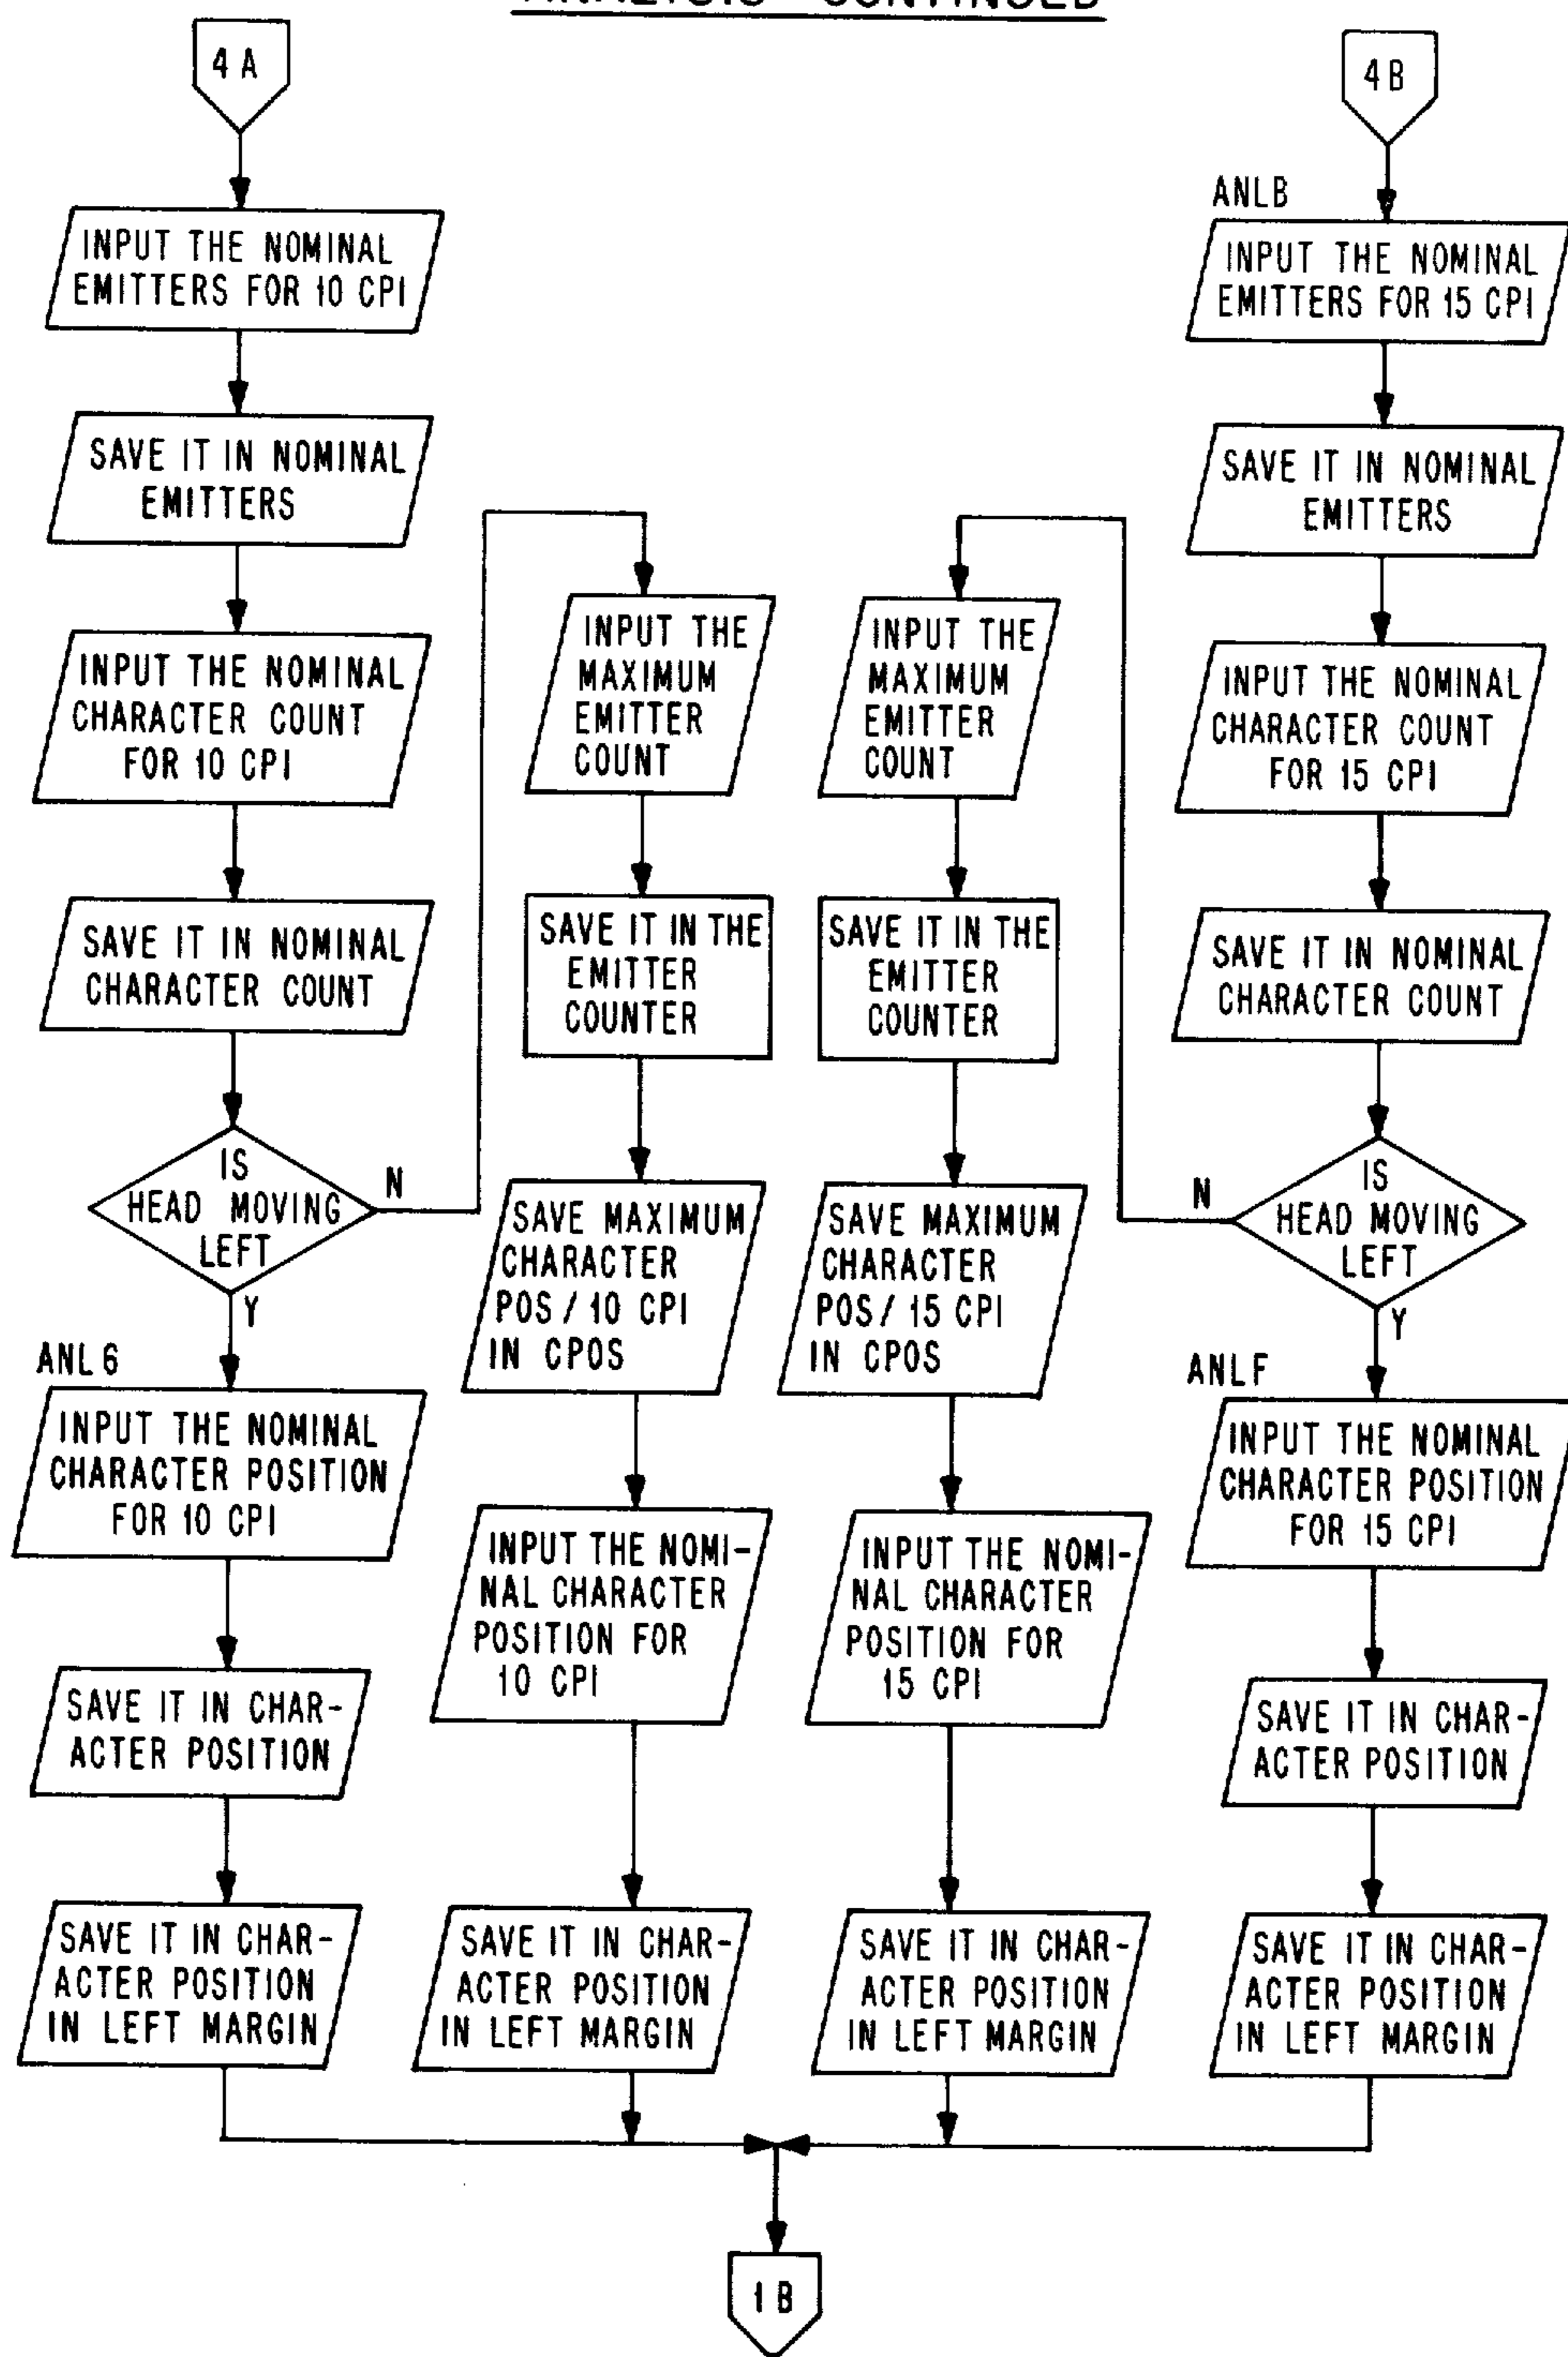 ANALYSIS CONTINUED
4A
INPUT THE NOMINAL
EMITTERS FOR 10 CPI
SAVE IT IN NOMINAL
EMITTERS
INPUT THE NOMINAL
CHARACTER COUNT
FOR 10 CPI
SAVE IT IN NOMINAL
CHARACTER COUNT
IS
HEAD MOVING
LEFT
N
Y
ANL6
INPUT THE NOMINAL
CHARACTER POSITION
FOR 10 CPI
SAVE IT IN CHAR-
ACTER POSITION
SAVE IT IN CHAR-
ACTER POSITION
IN LEFT MARGIN
INPUT THE
MAXIMUM
EMITTER
COUNT
SAVE IT IN THE
EMITTER
COUNTER
SAVE MAXIMUM
CHARACTER
POS / 10 CPI
IN CPOS
INPUT THE NOMI-
NAL CHARACTER
POSITION FOR
10 CPI
SAVE IT IN CHAR-
ACTER POSITION
IN LEFT MARGIN
INPUT THE
MAXIMUM
EMITTER
COUNT
SAVE IT IN THE
EMITTER
COUNTER
SAVE MAXIMUM
CHARACTER
POS / 15 CPI
IN CPOS
INPUT THE NOMI-
NAL CHARACTER
POSITION FOR
15 CPI
SAVE IT IN CHAR-
ACTER POSITION
IN LEFT MARGIN
4B
ANLB
INPUT THE NOMINAL
EMITTERS FOR 15 CPI
SAVE IT IN NOMINAL
EMITTERS
INPUT THE NOMINAL
CHARACTER COUNT
FOR 15 CPI
SAVE IT IN NOMINAL
CHARACTER COUNT
IS
HEAD MOVING
LEFT
N
Y
ANLF
INPUT THE NOMINAL
CHARACTER POSITION
FOR 15 CPI
SAVE IT IN CHAR-
ACTER POSITION
SAVE IT IN CHAR-
ACTER POSITION
IN LEFT MARGIN
1B